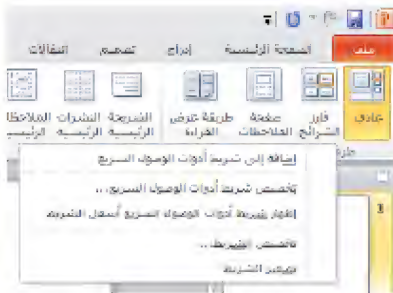 ملف الصفحة الرئيسية إدراج تصميم انتقالات
عادي فارز الشرائح صفحة الملاحظات طريقة عرض القراءة الشريحة الرئيسية النشرات الرئيسية الملاحظا الرئيسية
إضافة إلى شريط أدوات الوصول السريع
تخصيص شريط أدوات الوصول السريع...
إظهار شريط أدوات الوصول السريع أسفل الشريط
تخصيص الشريط...
تصغير الشريط